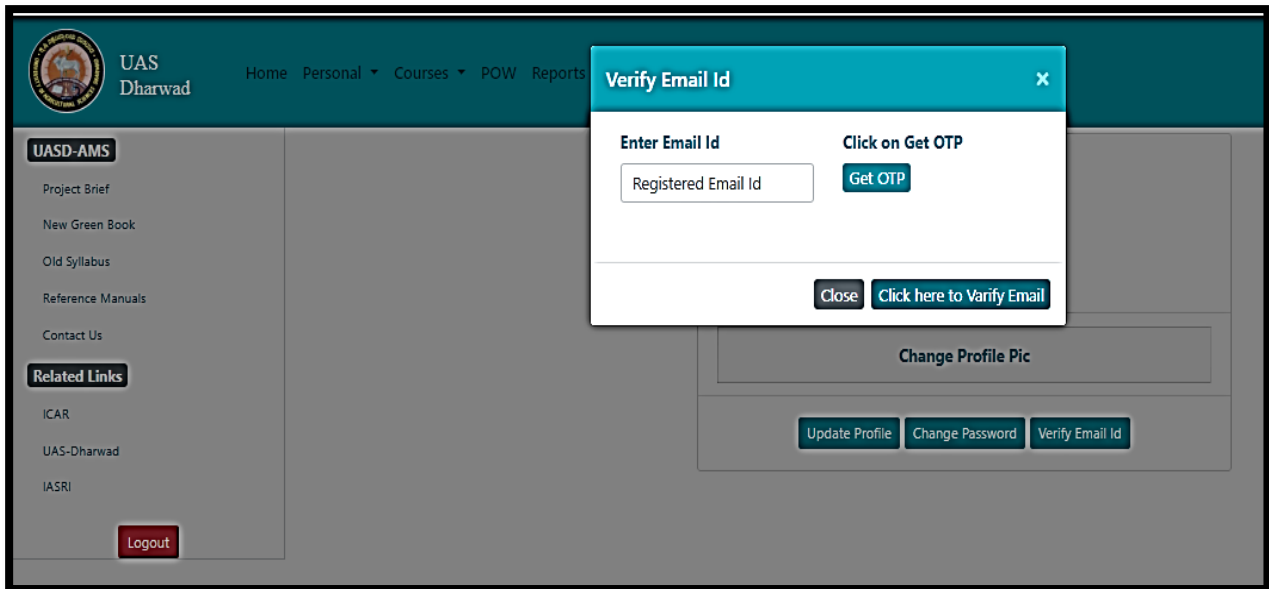 UAS
Dharwad
Home Personal Courses POW Reports
Verify Email Id ×
Enter Email Id
Click on Get OTP
Registered Email Id
Get OTP
Close Click here to Varify Email
UASD-AMS
Project Brief
New Green Book
Old Syllabus
Reference Manuals
Contact Us
Related Links
ICAR
UAS-Dharwad
IASRI
Logout
Change Profile Pic
Update Profile Change Password Verify Email Id